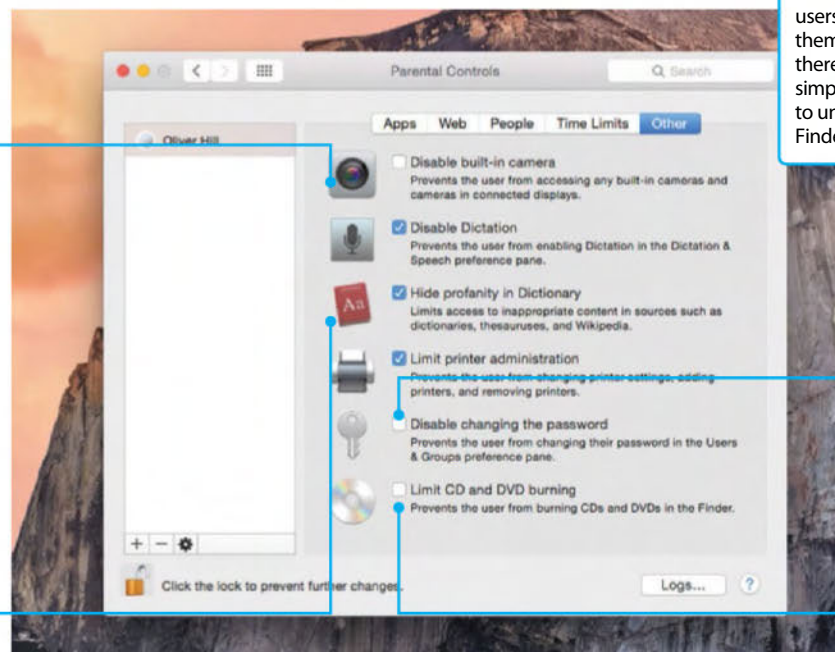 users
them
there
simp
to un
Finde
Parental Controls
Search
Apps Web People Time Limits Other
Oliver Hill
Disable built-in camera
Prevents the user from accessing any built-in cameras and
cameras in connected displays.
Disable Dictation
Prevents the user from enabling Dictation in the Dictation &
Speech preference pane.
Aa
Hide profanity in Dictionary
Limits access to inappropriate content in sources such as
dictionaries, thesauruses, and Wikipedia.
Limit printer administration
Prevents the user from changing printer settings, adding
printers, and removing printers.
Disable changing the password
Prevents the user from changing their password in the Users
& Groups preference pane.
Limit CD and DVD burning
Prevents the user from burning CDs and DVDs in the Finder.
Click the lock to prevent further changes.
Logs... ?